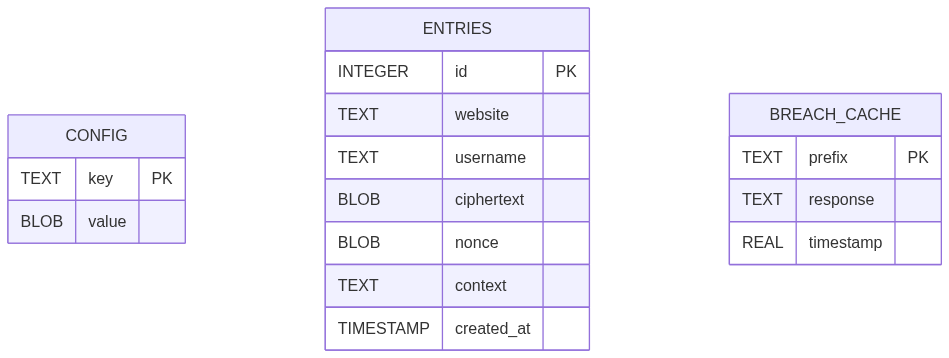 CONFIG
TEXT key PK
BLOB value
ENTRIES
INTEGER id PK
TEXT website
TEXT username
BLOB ciphertext
BLOB nonce
TEXT context
TIMESTAMP created_at
BREACH_CACHE
TEXT prefix PK
TEXT response
REAL timestamp